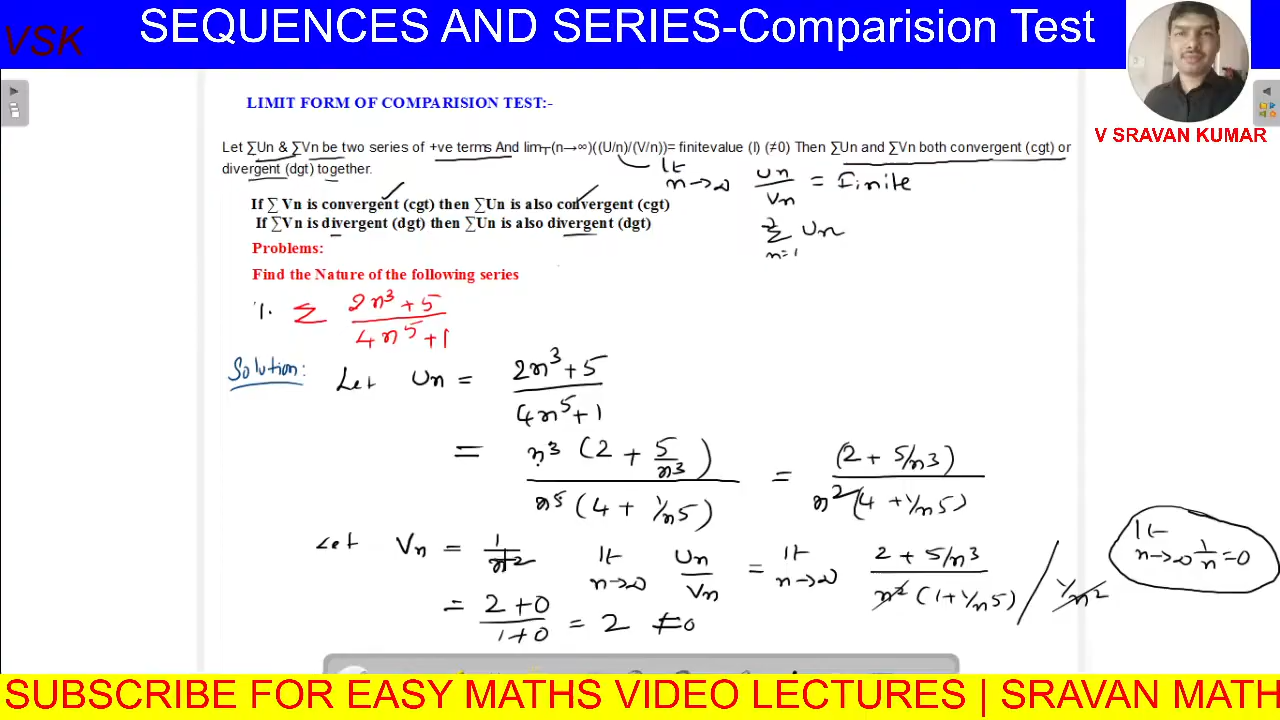 VSK
SEQUENCES AND SERIES-Comparision Test
V SRAVAN KUMAR
LIMIT FORM OF COMPARISION TEST:-
Let ∑Un & ∑Vn be two series of +ve terms And lim┬(n→∞)((U/n)/(V/n))= finitevalue (l) (≠0) Then ∑Un and ∑Vn both convergent (cgt) or
divergent (dgt) together.
lt n→∞ Un/Vn = Finite
If ∑ Vn is convergent (cgt) then ∑Un is also convergent (cgt)
If ∑Vn is divergent (dgt) then ∑Un is also divergent (dgt)
∑ n=1 Un
Problems:
Find the Nature of the following series
1. ∑ (2n³+5)/(4n⁵+1)
Solution: Let Un = (2n³+5)/(4n⁵+1)
= n³(2 + 5/n³) / n⁵(4 + 1/n5) = (2 + 5/n3) / n²(4 + 1/n5)
Let Vn = 1/n² lt n→∞ Un/Vn = lt n→∞ (2 + 5/n³) / n²(1+1/n5) / 1/n²
lt n→∞ 1/n = 0
= (2+0)/(1+0) = 2 ≠0
SUBSCRIBE FOR EASY MATHS VIDEO LECTURES | SRAVAN MATH